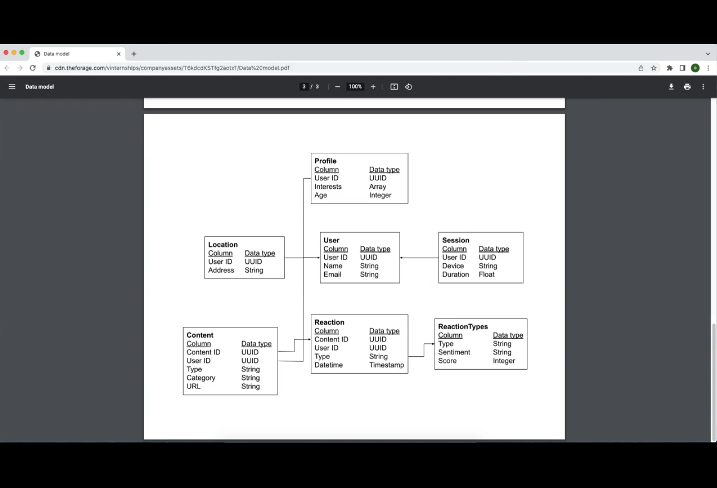 Data model
cdn.theforage.com/vinternships/companyassets/T6kdcdKSTfg2aotxT/Data%20model.pdf
Data model
3 / 3
100%
Profile
Column Data type
User ID UUID
Interests Array
Age Integer
Location
Column Data type
User ID UUID
Address String
User
Column Data type
User ID UUID
Name String
Email String
Session
Column Data type
User ID UUID
Device String
Duration Float
Content
Column Data type
Content ID UUID
User ID UUID
Type String
Category String
URL String
Reaction
Column Data type
Content ID UUID
User ID UUID
Type String
Datetime Timestamp
ReactionTypes
Column Data type
Type String
Sentiment String
Score Integer